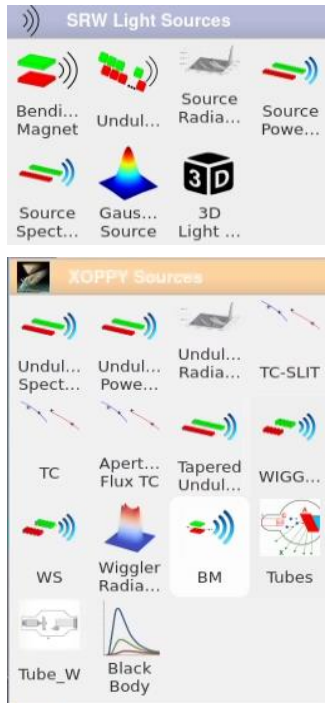 SRW Light Sources
Bendi... Magnet
Undul...
Source Radia...
Source Powe...
Source Spect...
Gaus... Source
3D
3D Light ...
XOPPY Sources
Undul... Spect...
Undul... Powe...
Undul... Radia...
TC-SLIT
TC
Apert... Flux TC
Tapered Undul...
WIGG...
WS
Wiggler Radia...
BM
Tubes
Tube_W
Black Body